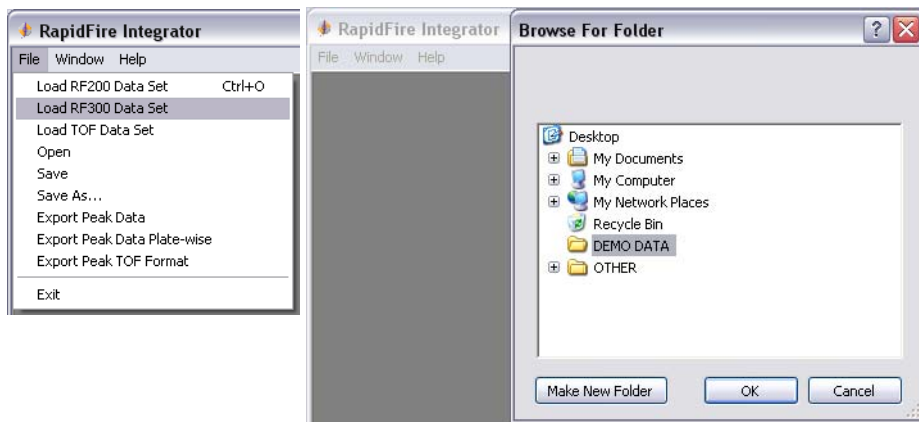 RapidFire Integrator
File Window Help
Load RF200 Data Set Ctrl+O
Load RF300 Data Set
Load TOF Data Set
Open
Save
Save As...
Export Peak Data
Export Peak Data Plate-wise
Export Peak TOF Format
Exit
RapidFire Integrator
File Window Help
Browse For Folder
Desktop
My Documents
My Computer
My Network Places
Recycle Bin
DEMO DATA
OTHER
Make New Folder OK Cancel